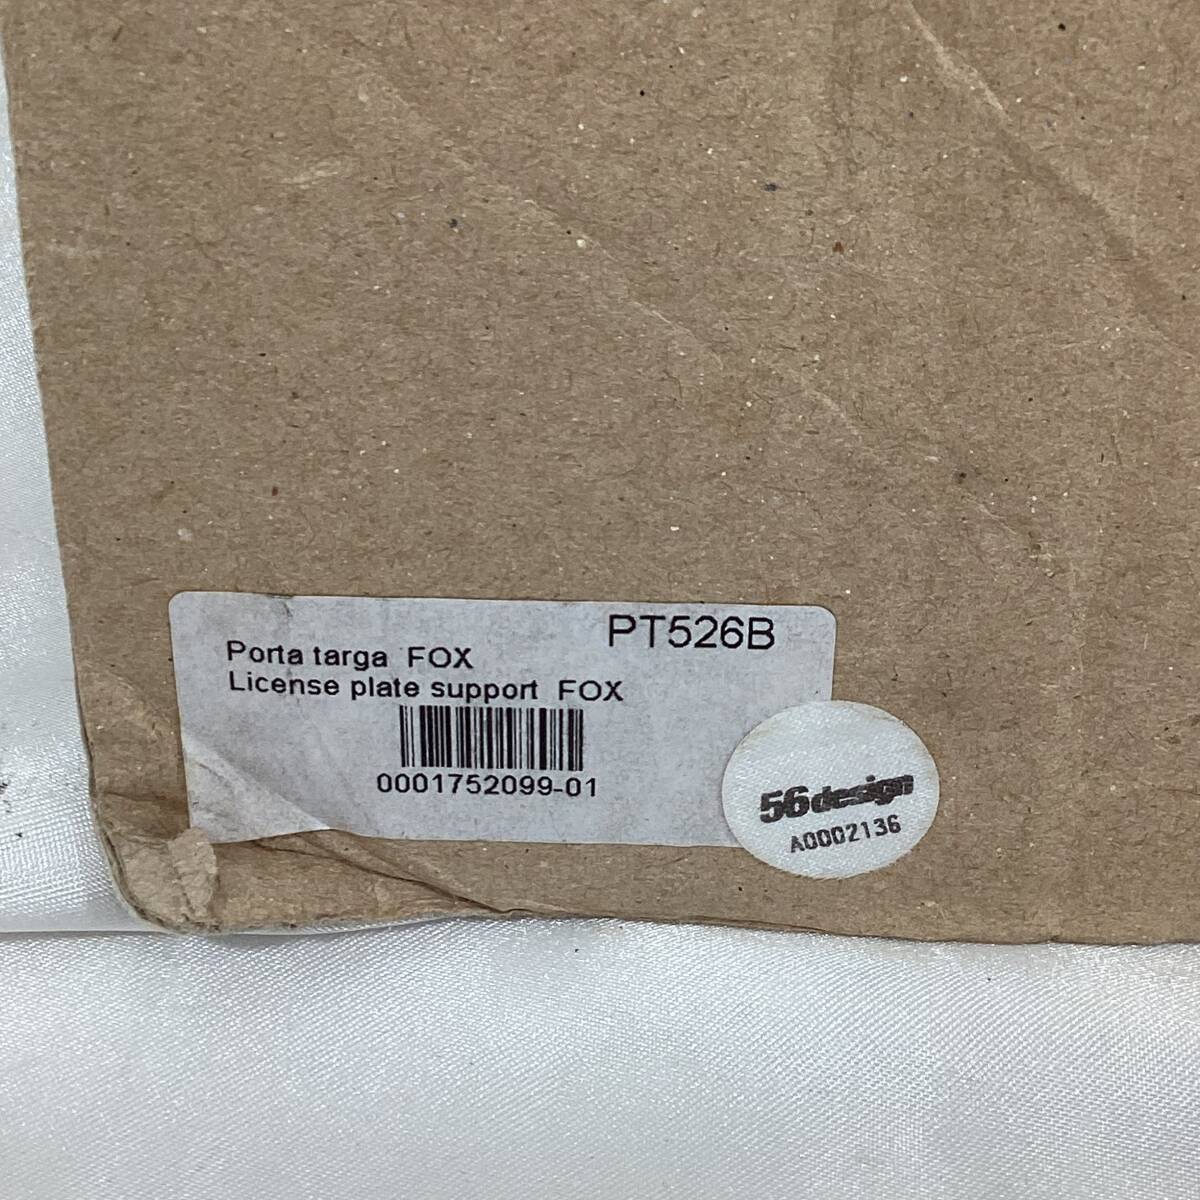 PT526B
Porta targa FOX
License plate support FOX
0001752099-01
56design
A0002136